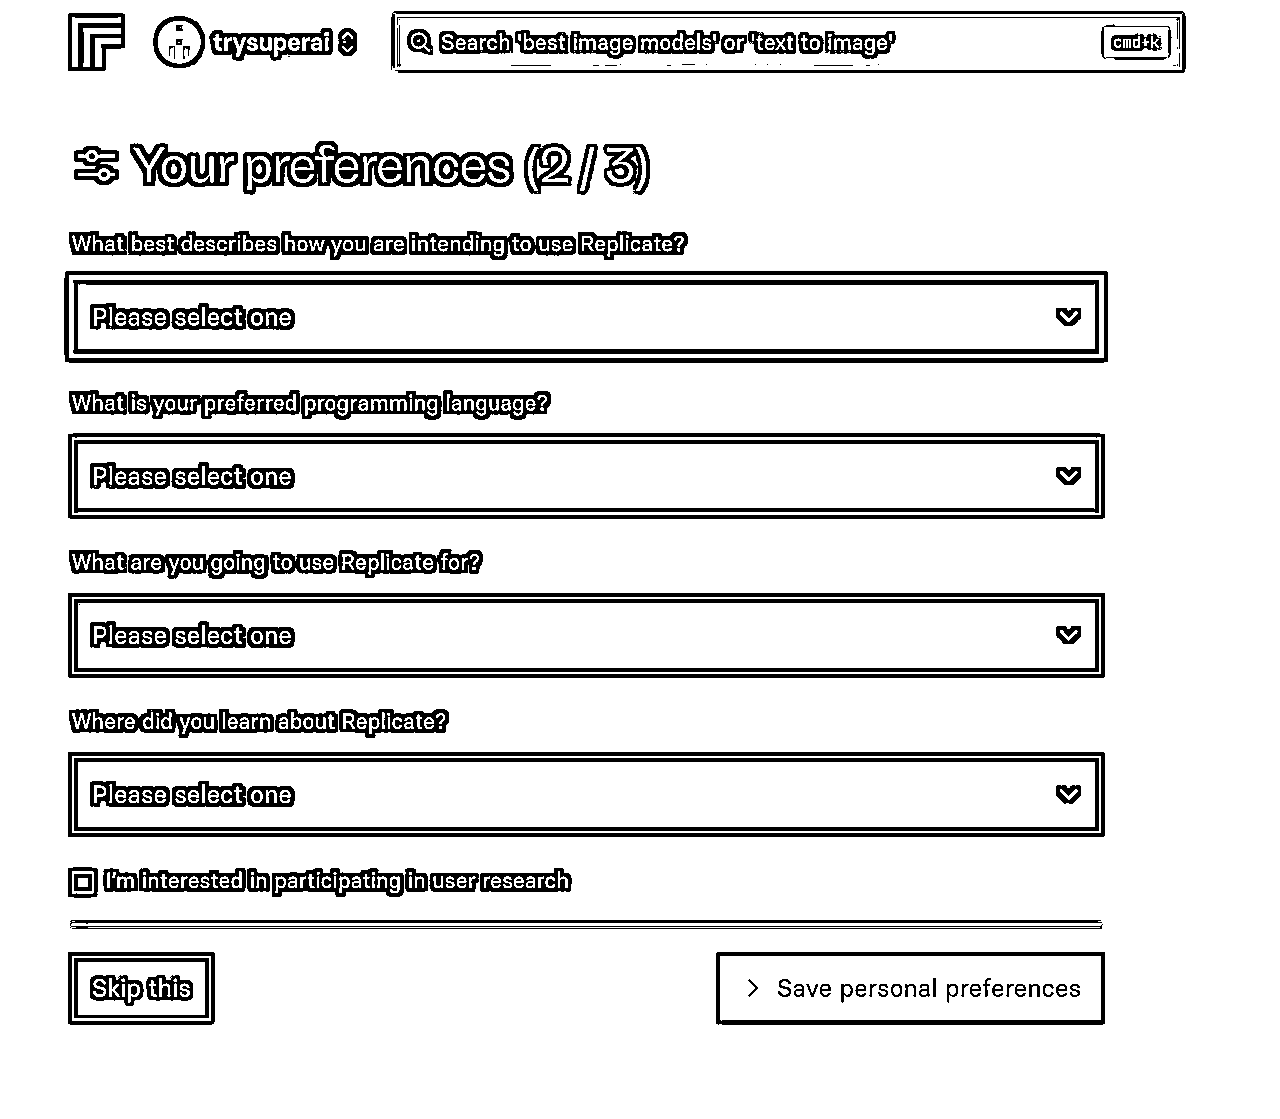 trysuperai
Search 'best image models' or 'text to image'
cmd+k
Your preferences (2 / 3)
What best describes how you are intending to use Replicate?
Please select one
What is your preferred programming language?
Please select one
What are you going to use Replicate for?
Please select one
Where did you learn about Replicate?
Please select one
I'm interested in participating in user research
Skip this
Save personal preferences